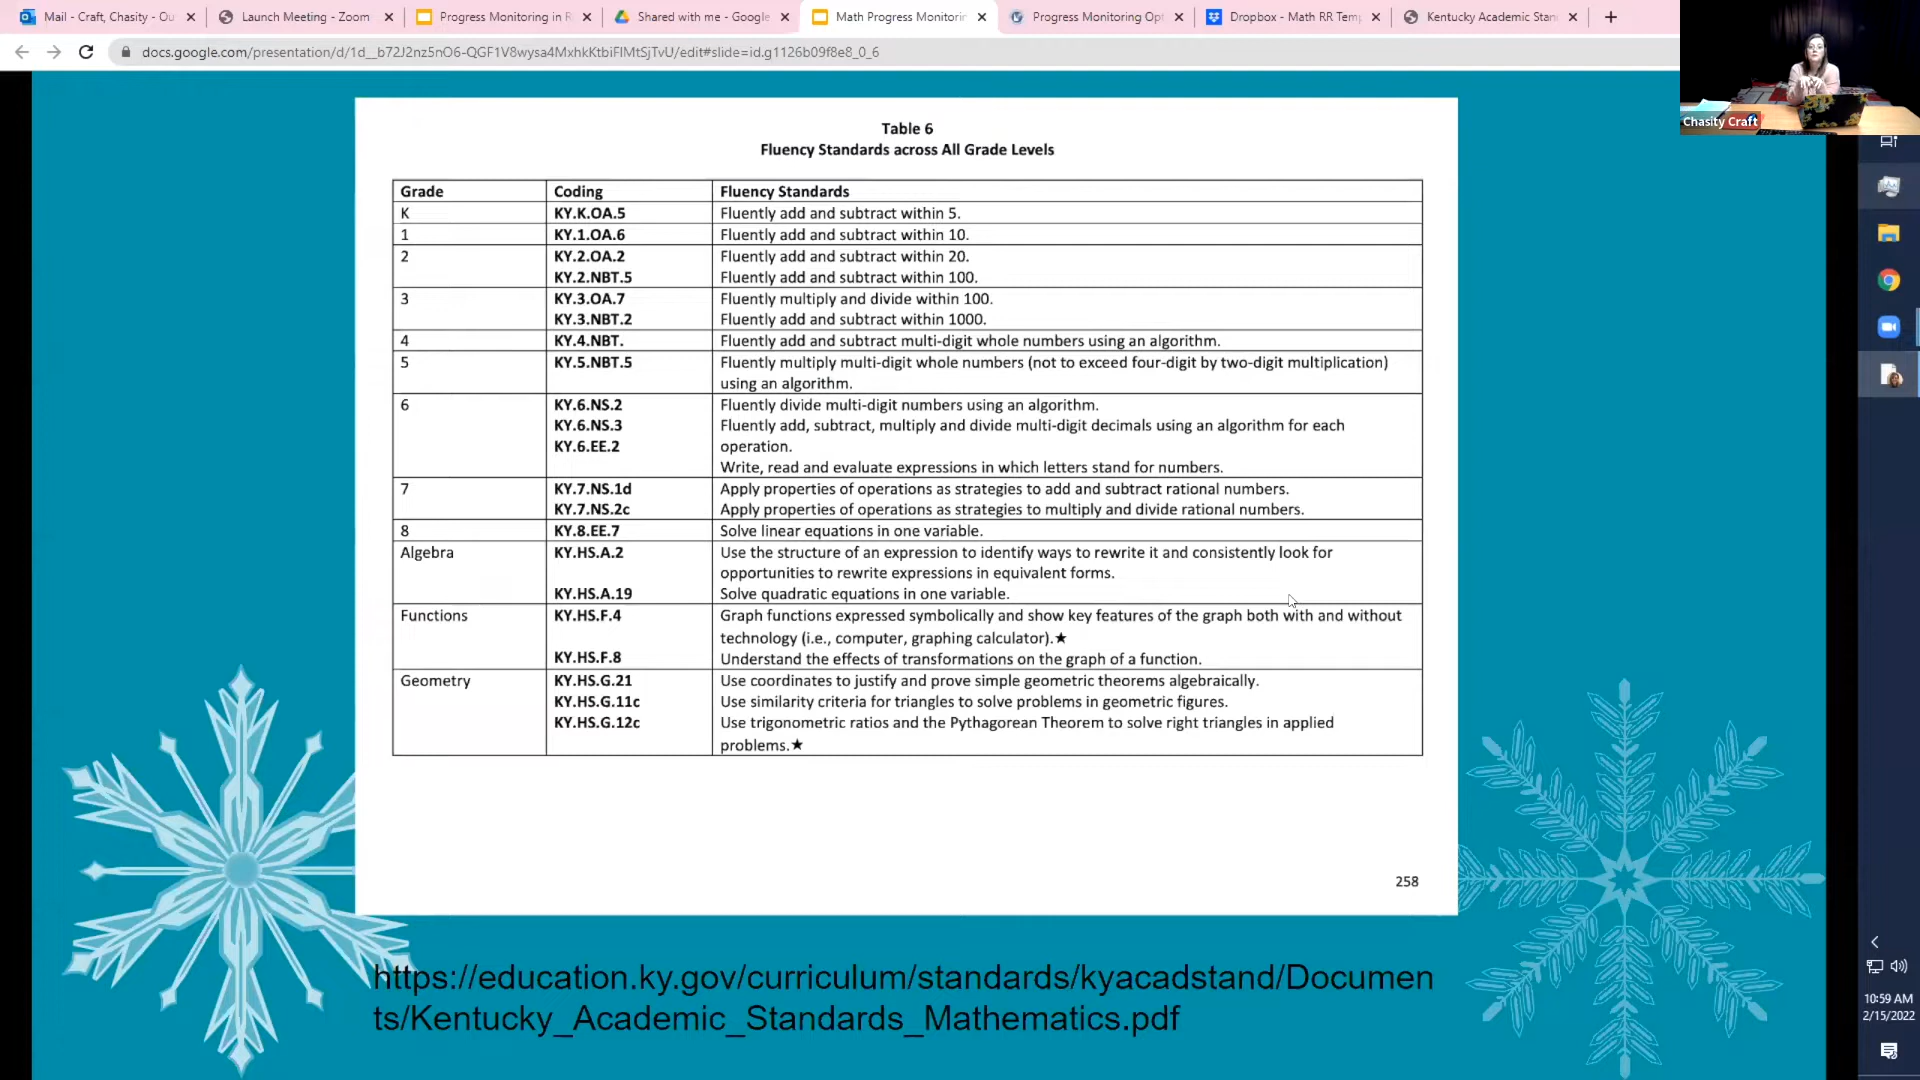 Mail - Craft, Chasity - Ou
Launch Meeting - Zoom
Progress Monitoring in R
Shared with me - Google
Math Progress Monitorin
Progress Monitoring Opt
Dropbox - Math RR Temp
Kentucky Academic Stan
docs.google.com/presentation/d/1d__b72J2nz5nO6-QGF1V8wysa4MxhkKtbiFlMtSjTvU/edit#slide=id.g1126b09f8e8_0_6
Chasity Craft
Table 6
Fluency Standards across All Grade Levels
Grade Coding Fluency Standards
K KY.K.OA.5 Fluently add and subtract within 5.
1 KY.1.OA.6 Fluently add and subtract within 10.
2 KY.2.OA.2 Fluently add and subtract within 20.
KY.2.NBT.5 Fluently add and subtract within 100.
3 KY.3.OA.7 Fluently multiply and divide within 100.
KY.3.NBT.2 Fluently add and subtract within 1000.
4 KY.4.NBT. Fluently add and subtract multi-digit whole numbers using an algorithm.
5 KY.5.NBT.5 Fluently multiply multi-digit whole numbers (not to exceed four-digit by two-digit multiplication)
using an algorithm.
6 KY.6.NS.2 Fluently divide multi-digit numbers using an algorithm.
KY.6.NS.3 Fluently add, subtract, multiply and divide multi-digit decimals using an algorithm for each
KY.6.EE.2 operation.
Write, read and evaluate expressions in which letters stand for numbers.
7 KY.7.NS.1d Apply properties of operations as strategies to add and subtract rational numbers.
KY.7.NS.2c Apply properties of operations as strategies to multiply and divide rational numbers.
8 KY.8.EE.7 Solve linear equations in one variable.
Algebra KY.HS.A.2 Use the structure of an expression to identify ways to rewrite it and consistently look for
opportunities to rewrite expressions in equivalent forms.
KY.HS.A.19 Solve quadratic equations in one variable.
Functions KY.HS.F.4 Graph functions expressed symbolically and show key features of the graph both with and without
technology (i.e., computer, graphing calculator).★
KY.HS.F.8 Understand the effects of transformations on the graph of a function.
Geometry KY.HS.G.21 Use coordinates to justify and prove simple geometric theorems algebraically.
KY.HS.G.11c Use similarity criteria for triangles to solve problems in geometric figures.
KY.HS.G.12c Use trigonometric ratios and the Pythagorean Theorem to solve right triangles in applied
problems.★
258
https://education.ky.gov/curriculum/standards/kyacadstand/Documen
ts/Kentucky_Academic_Standards_Mathematics.pdf
10:59 AM
2/15/2022